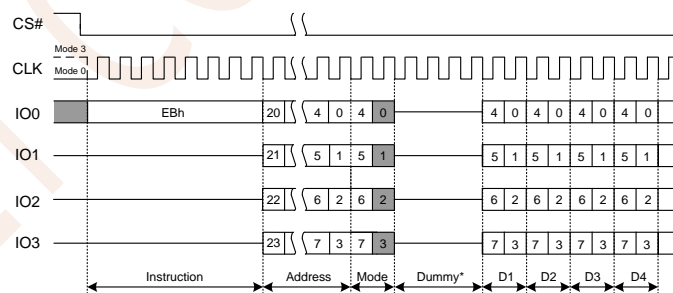 CS#
Mode 3
CLK
Mode 0
IO0 EBh 20 4 0 4 0 4 0 4 0 4 0 4 0
IO1 21 5 1 5 1 5 1 5 1 5 1 5 1
IO2 22 6 2 6 2 6 2 6 2 6 2 6 2
IO3 23 7 3 7 3 7 3 7 3 7 3 7 3
Instruction Address Mode Dummy* D1 D2 D3 D4